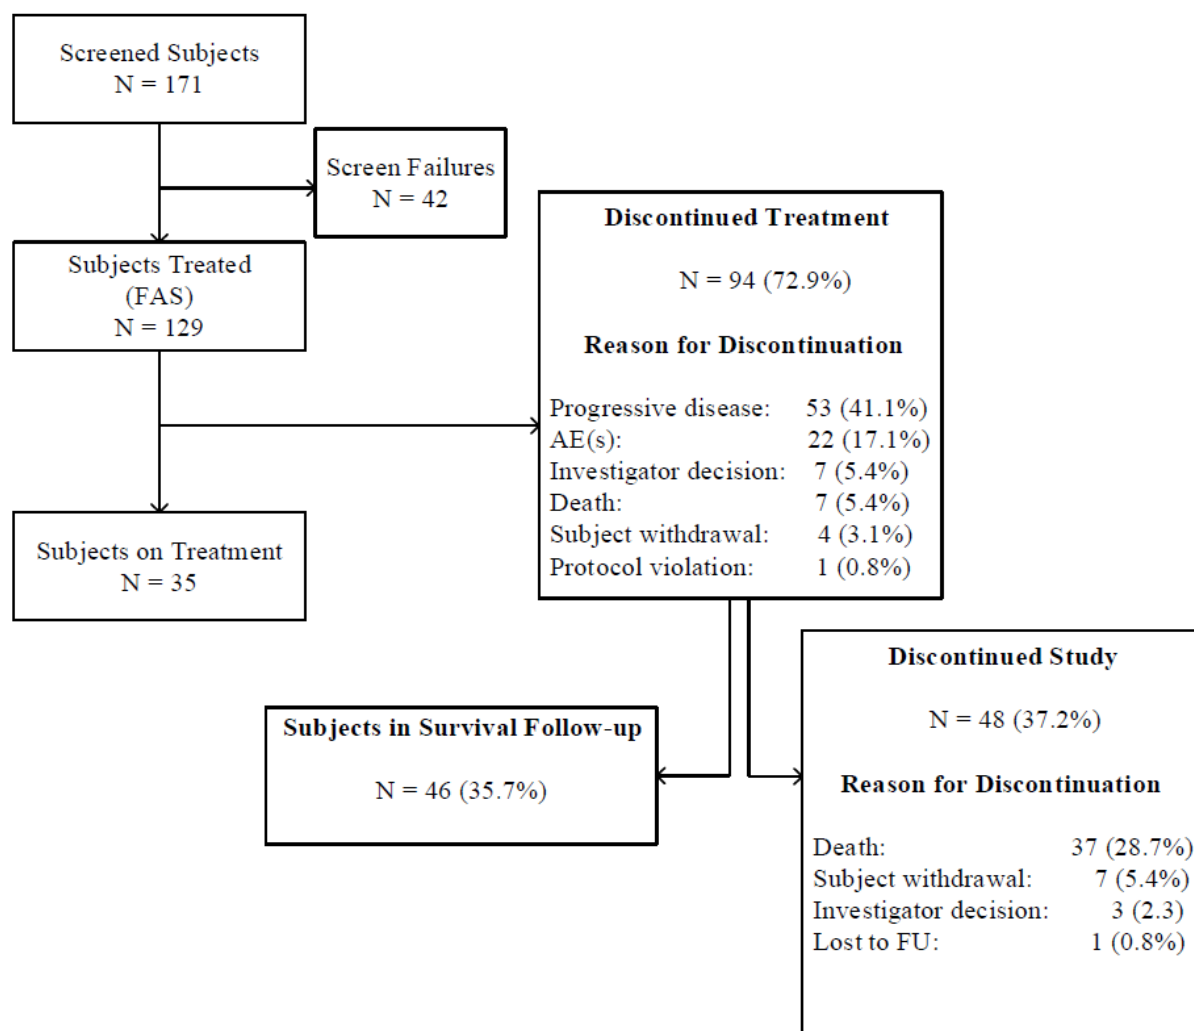 Screened Subjects
N = 171
Screen Failures
N = 42
Subjects Treated
(FAS)
N = 129
Discontinued Treatment
N = 94 (72.9%)
Reason for Discontinuation
Progressive disease: 53 (41.1%)
AE(s): 22 (17.1%)
Investigator decision: 7 (5.4%)
Death: 7 (5.4%)
Subject withdrawal: 4 (3.1%)
Protocol violation: 1 (0.8%)
Subjects on Treatment
N = 35
Subjects in Survival Follow-up
N = 46 (35.7%)
Discontinued Study
N = 48 (37.2%)
Reason for Discontinuation
Death: 37 (28.7%)
Subject withdrawal: 7 (5.4%)
Investigator decision: 3 (2.3)
Lost to FU: 1 (0.8%)